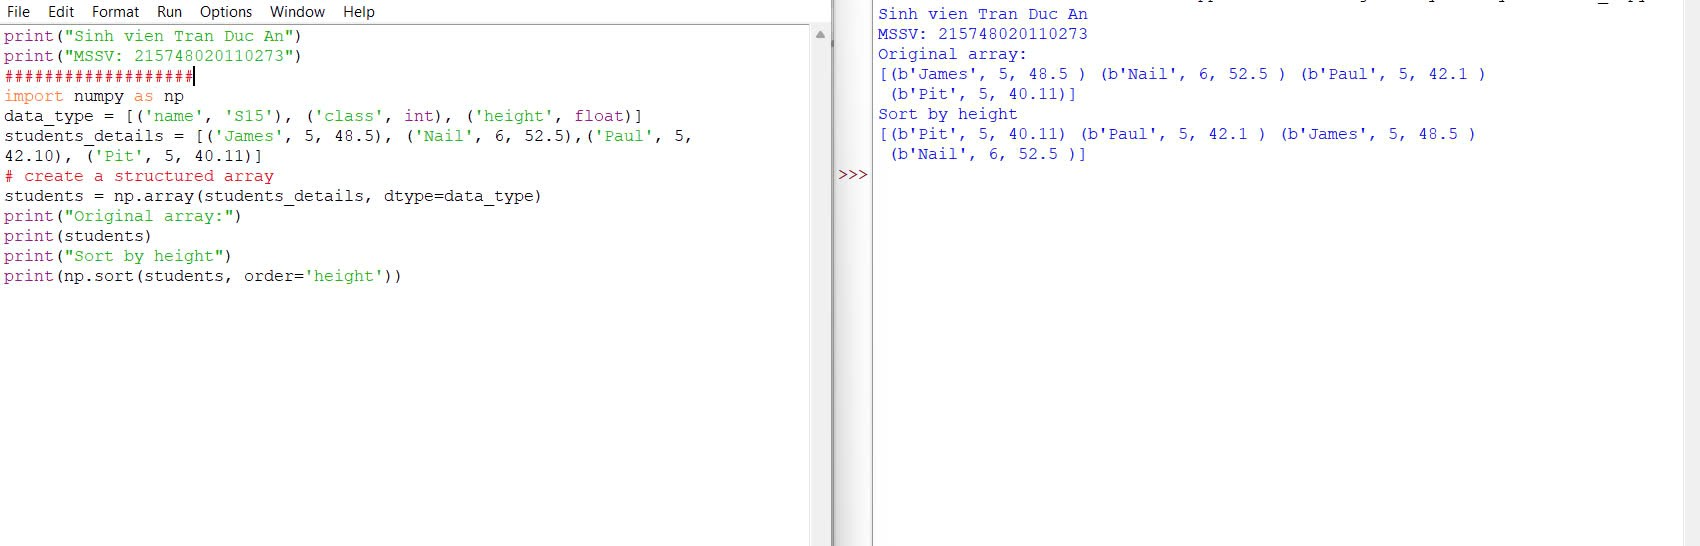 File Edit Format Run Options Window Help
print("Sinh vien Tran Duc An")
print("MSSV: 215748020110273")
###################
import numpy as np
data_type = [('name', 'S15'), ('class', int), ('height', float)]
students_details = [('James', 5, 48.5), ('Nail', 6, 52.5),('Paul', 5,
42.10), ('Pit', 5, 40.11)]
# create a structured array
students = np.array(students_details, dtype=data_type)
print("Original array:")
print(students)
print("Sort by height")
print(np.sort(students, order='height'))
Sinh vien Tran Duc An
MSSV: 215748020110273
Original array:
[(b'James', 5, 48.5 ) (b'Nail', 6, 52.5 ) (b'Paul', 5, 42.1 )
 (b'Pit', 5, 40.11)]
Sort by height
[(b'Pit', 5, 40.11) (b'Paul', 5, 42.1 ) (b'James', 5, 48.5 )
 (b'Nail', 6, 52.5 )]
>>>